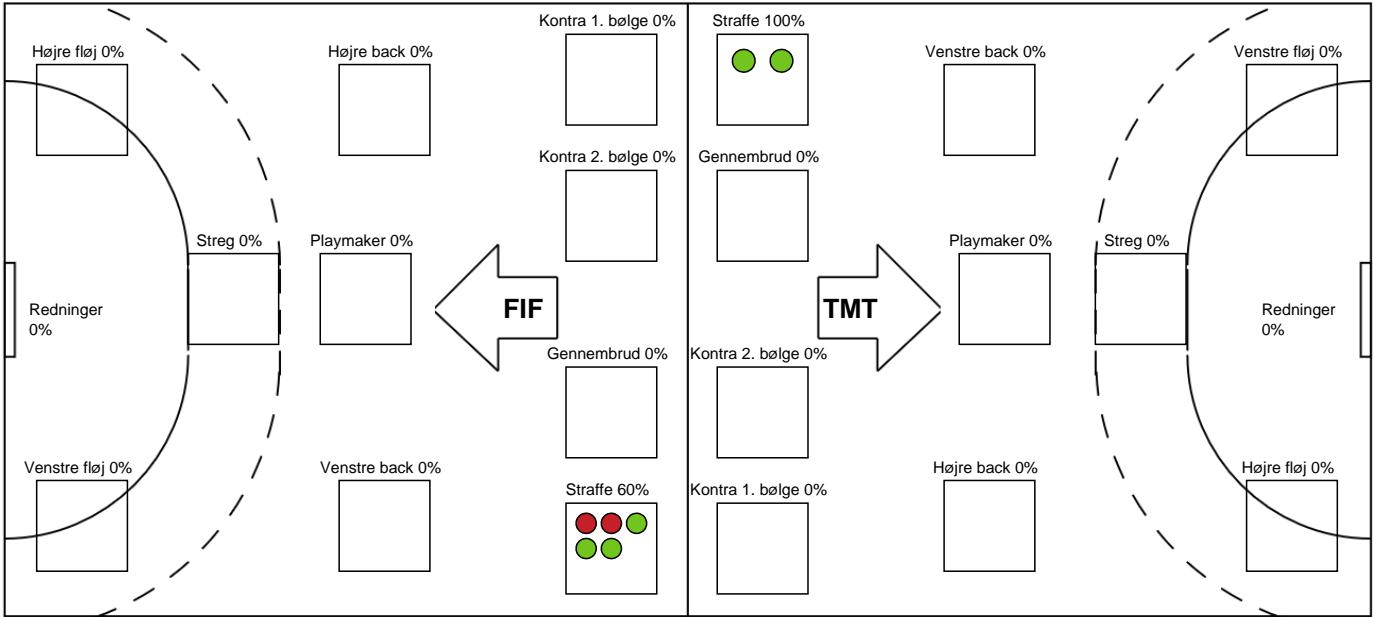 Kontra 1. bølge 0%
Straffe 100%
Højre fløj 0%
Højre back 0%
Venstre back 0%
Venstre fløj 0%
Kontra 2. bølge 0%
Gennembrud 0%
Streg 0%
Playmaker 0%
Playmaker 0%
Streg 0%
Redninger
0%
FIF
TMT
Redninger
0%
Gennembrud 0%
Kontra 2. bølge 0%
Venstre fløj 0%
Venstre back 0%
Højre back 0%
Højre fløj 0%
Straffe 60%
Kontra 1. bølge 0%